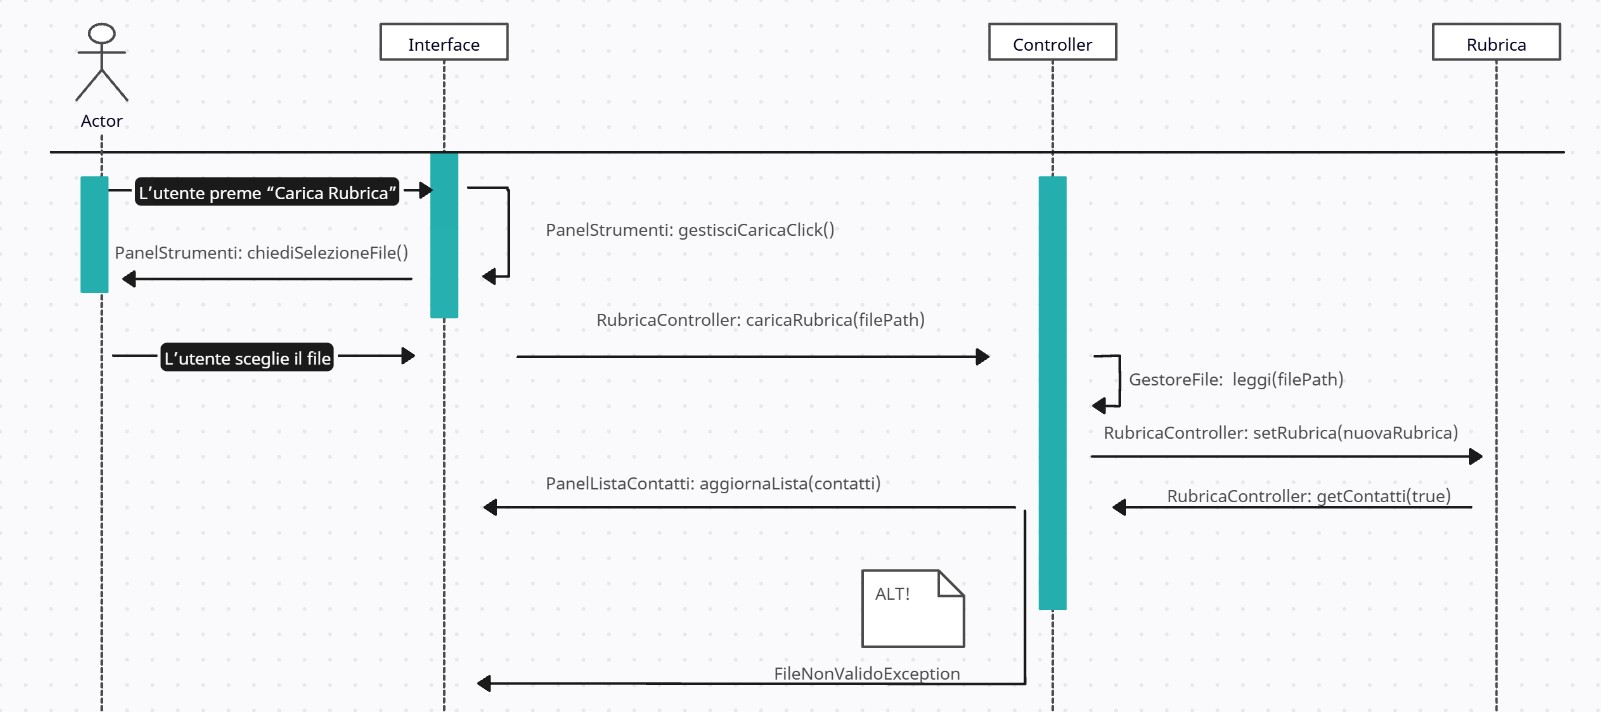 Interface
Controller
Rubrica
Actor
L’utente preme “Carica Rubrica”
PanelStrumenti: gestisciCaricaClick()
PanelStrumenti: chiediSelezioneFile()
RubricaController: caricaRubrica(filePath)
L’utente sceglie il file
GestoreFile:  leggi(filePath)
RubricaController: setRubrica(nuovaRubrica)
PanelListaContatti: aggiornaLista(contatti)
RubricaController: getContatti(true)
ALT!
FileNonValidoException